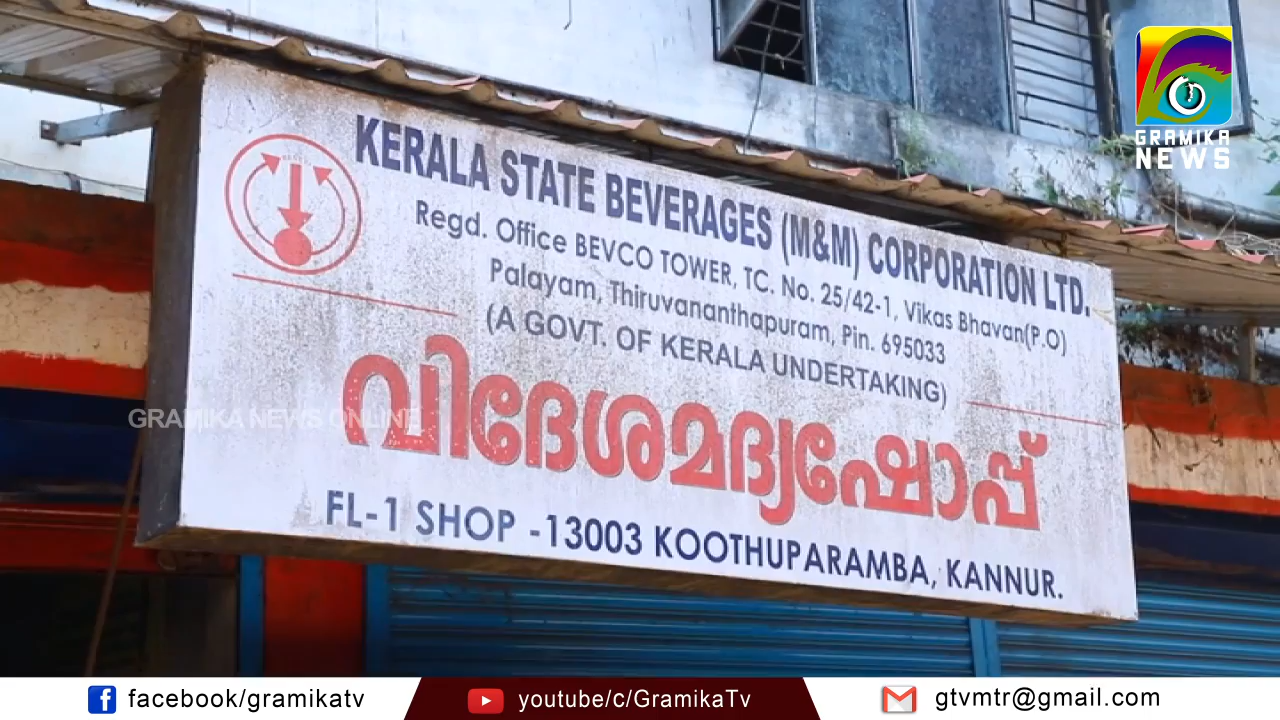 GRAMIKA
NEWS
KERALA STATE BEVERAGES (M&M) CORPORATION LTD.
Regd. Office BEVCO TOWER, TC. No. 25/42-1, Vikas Bhavan(P.O)
Palayam, Thiruvananthapuram, Pin. 695033
(A GOVT. OF KERALA UNDERTAKING)
വിദേശമദ്യഷോപ്പ്
FL-1 SHOP -13003 KOOTHUPARAMBA, KANNUR.
GRAMIKA NEWS ONLINE
facebook/gramikatv
youtube/c/GramikaTv
gtvmtr@gmail.com